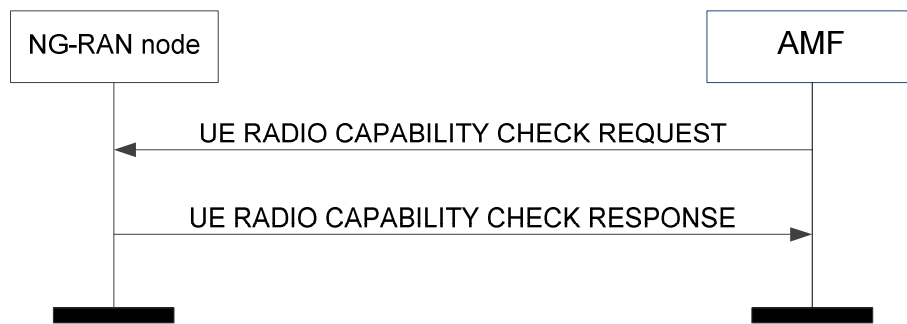 NG-RAN node
AMF
UE RADIO CAPABILITY CHECK REQUEST
UE RADIO CAPABILITY CHECK RESPONSE